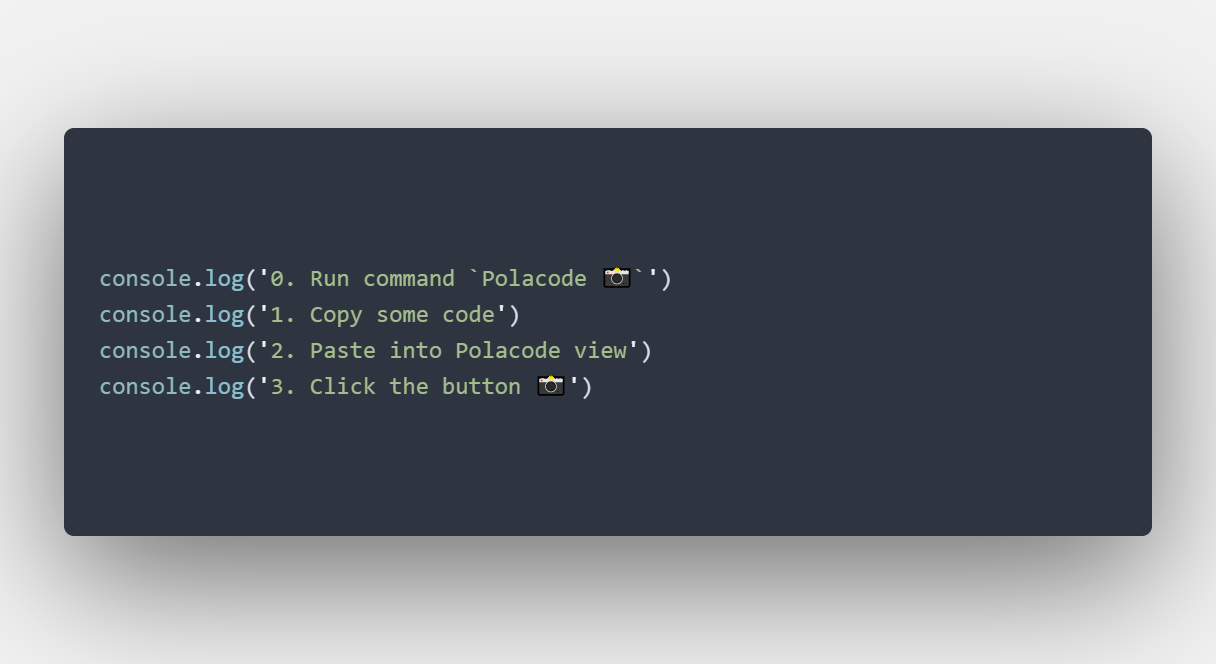 console.log('0. Run command `Polacode 📸`')
console.log('1. Copy some code')
console.log('2. Paste into Polacode view')
console.log('3. Click the button 📸')